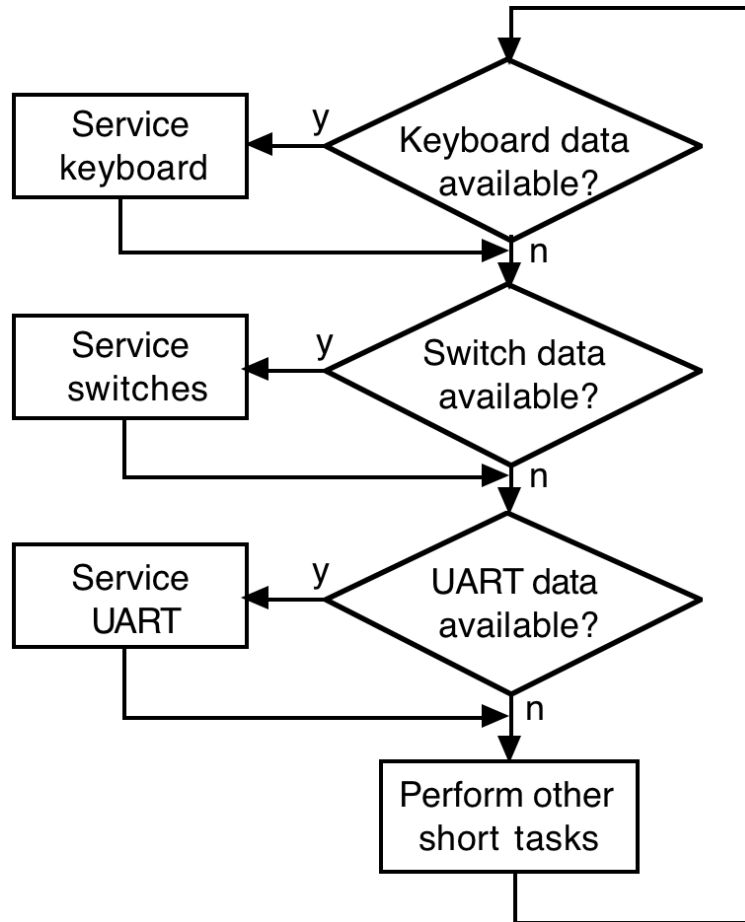 Service
keyboard
y
Keyboard data
available?
n
Service
switches
y
Switch data
available?
n
Service
UART
y
UART data
available?
n
Perform other
short tasks